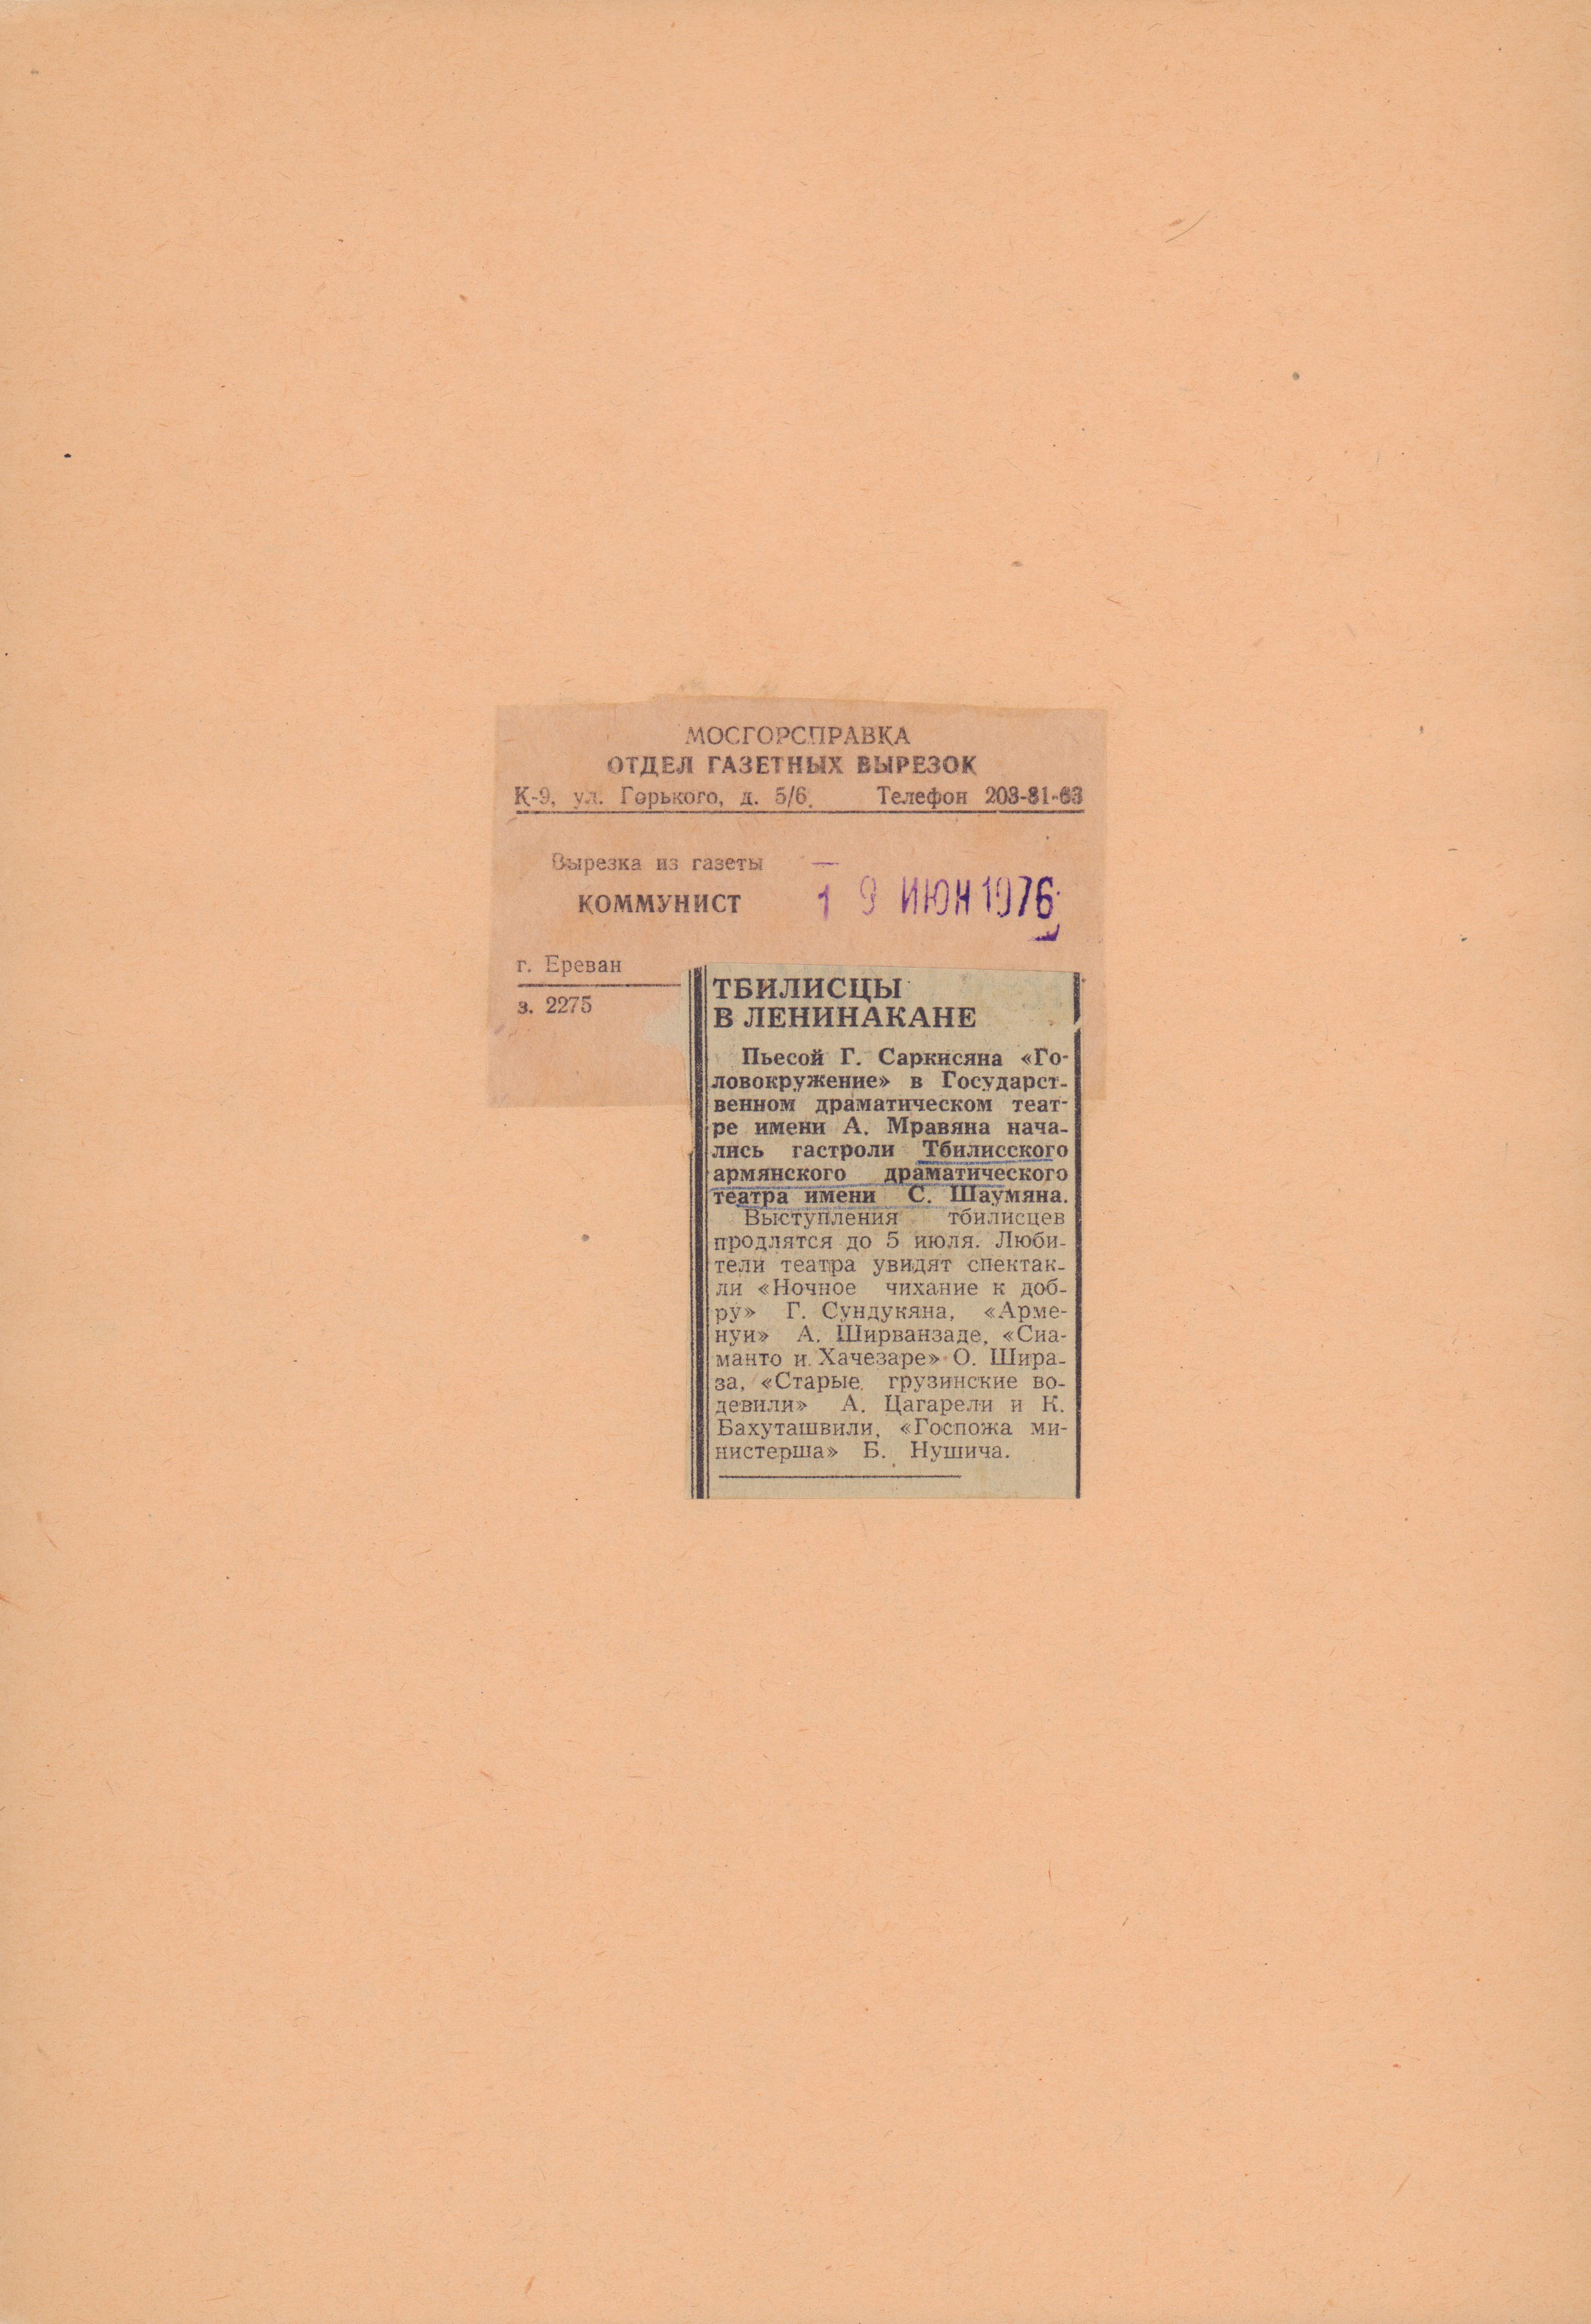 МОСГОРСПРАВКА
ОТДЕЛ ГАЗЕТНЫХ ВЫРЕЗОК
К-9, ул. Горького, д. 5/6. Телефон 203-81-63
Вырезка из газеты
КОММУНИСТ
19 ИЮН 1976
г. Ереван
з. 2275
ТБИЛИСЦЫ
В ЛЕНИНАКАНЕ
Пьесой Г. Саркисяна «Го-
ловокружение» в Государст-
венном драматическом теат-
ре имени А. Мравяна нача-
лись гастроли Тбилисского
армянского драматического
театра имени С. Шаумяна.
Выступления тбилисцев
продлятся до 5 июля. Люби-
тели театра увидят спектак-
ли «Ночное чихание к доб-
ру» Г. Сундукяна, «Арме-
нуи» А. Ширванзаде, «Сиа-
манто и Хачезаре» О. Шира-
за, «Старые грузинские во-
девили» А. Цагарели и К.
Бахуташвили, «Госпожа ми-
нистерша» Б. Нушича.